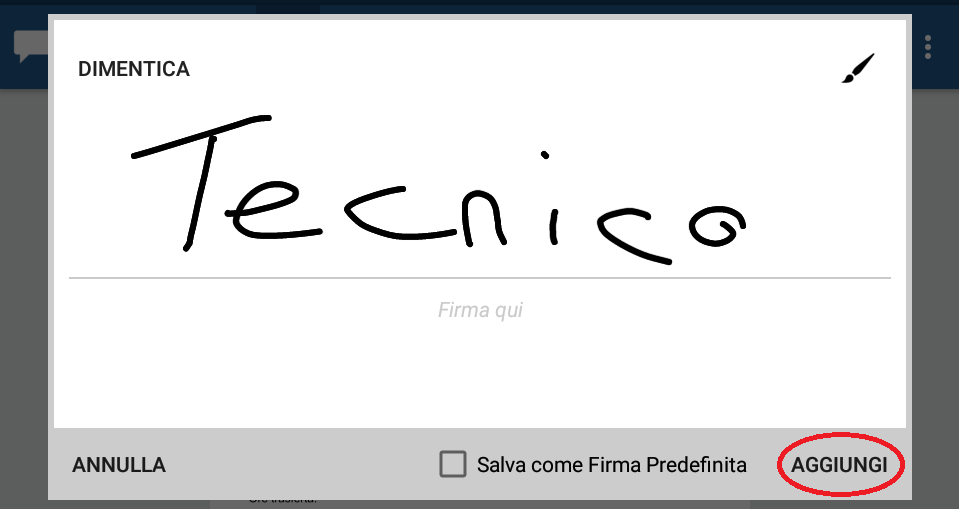 DIMENTICA
Tecnico
Firma qui
ANNULLA
Salva come Firma Predefinita
AGGIUNGI